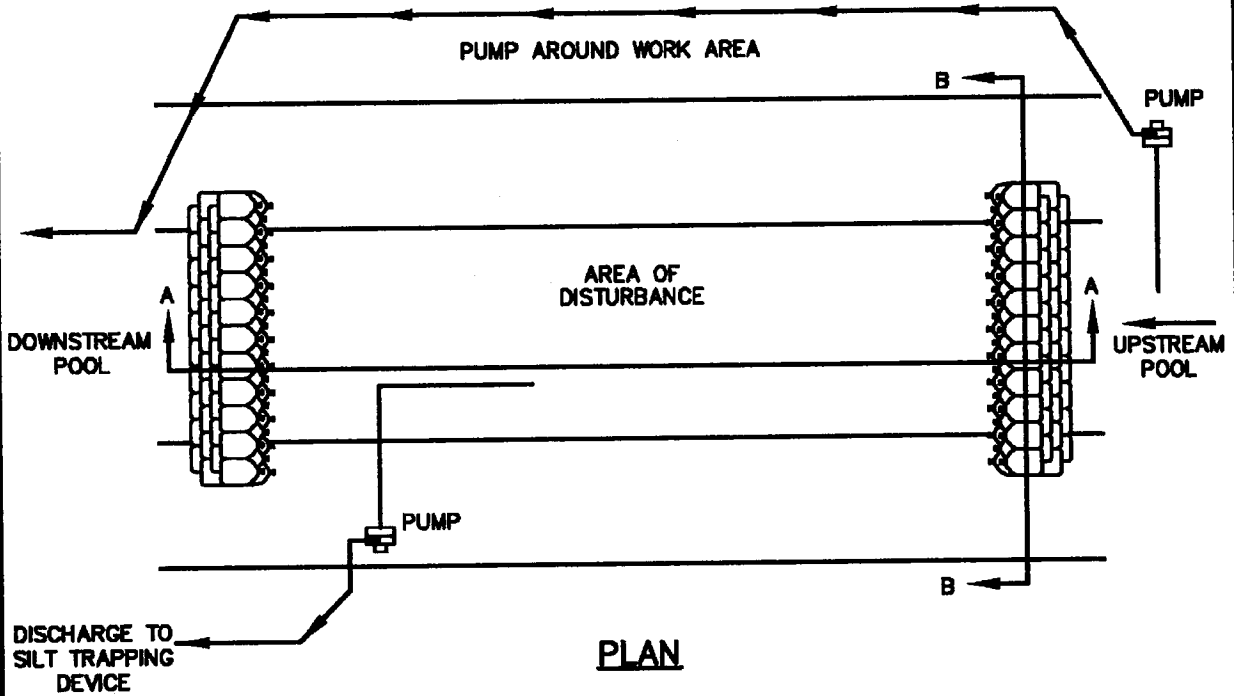 PUMP AROUND WORK AREA
B
PUMP
AREA OF
DISTURBANCE
A
A
DOWNSTREAM
POOL
UPSTREAM
POOL
PUMP
B
DISCHARGE TO
SILT TRAPPING
DEVICE
PLAN